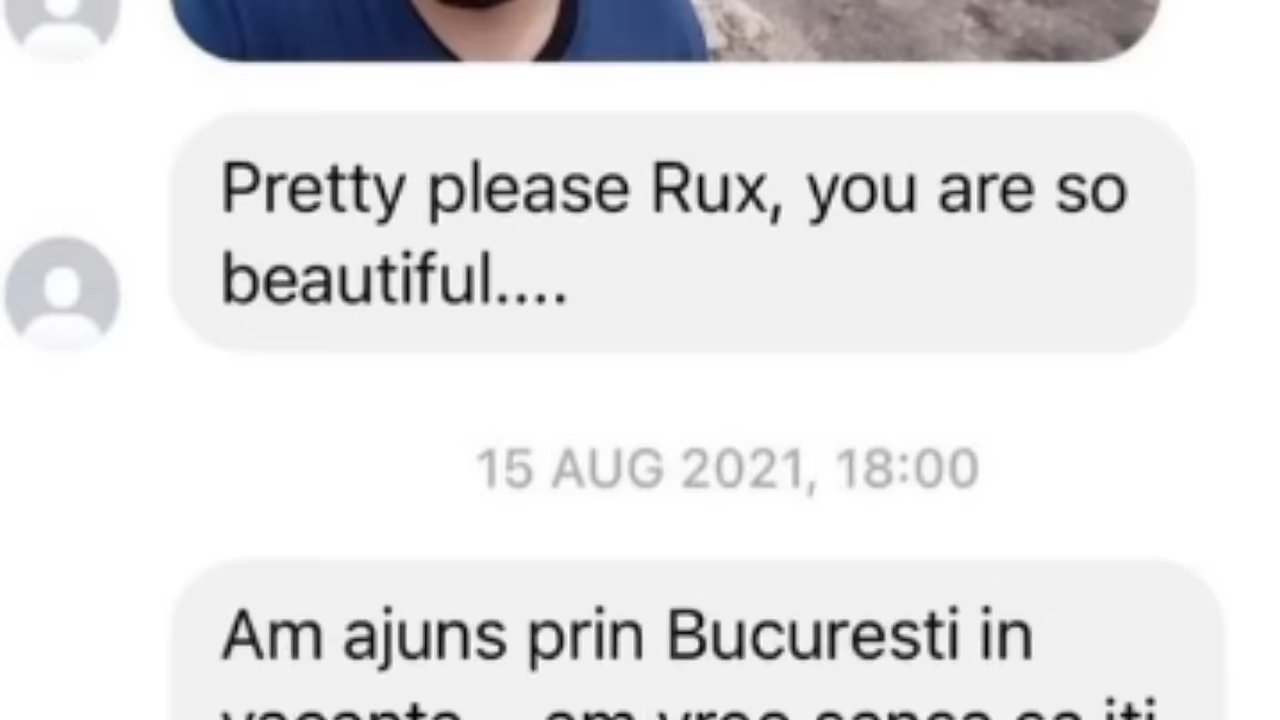 Pretty please Rux, you are so
beautiful....
15 AUG 2021, 18:00
Am ajuns prin Bucuresti in